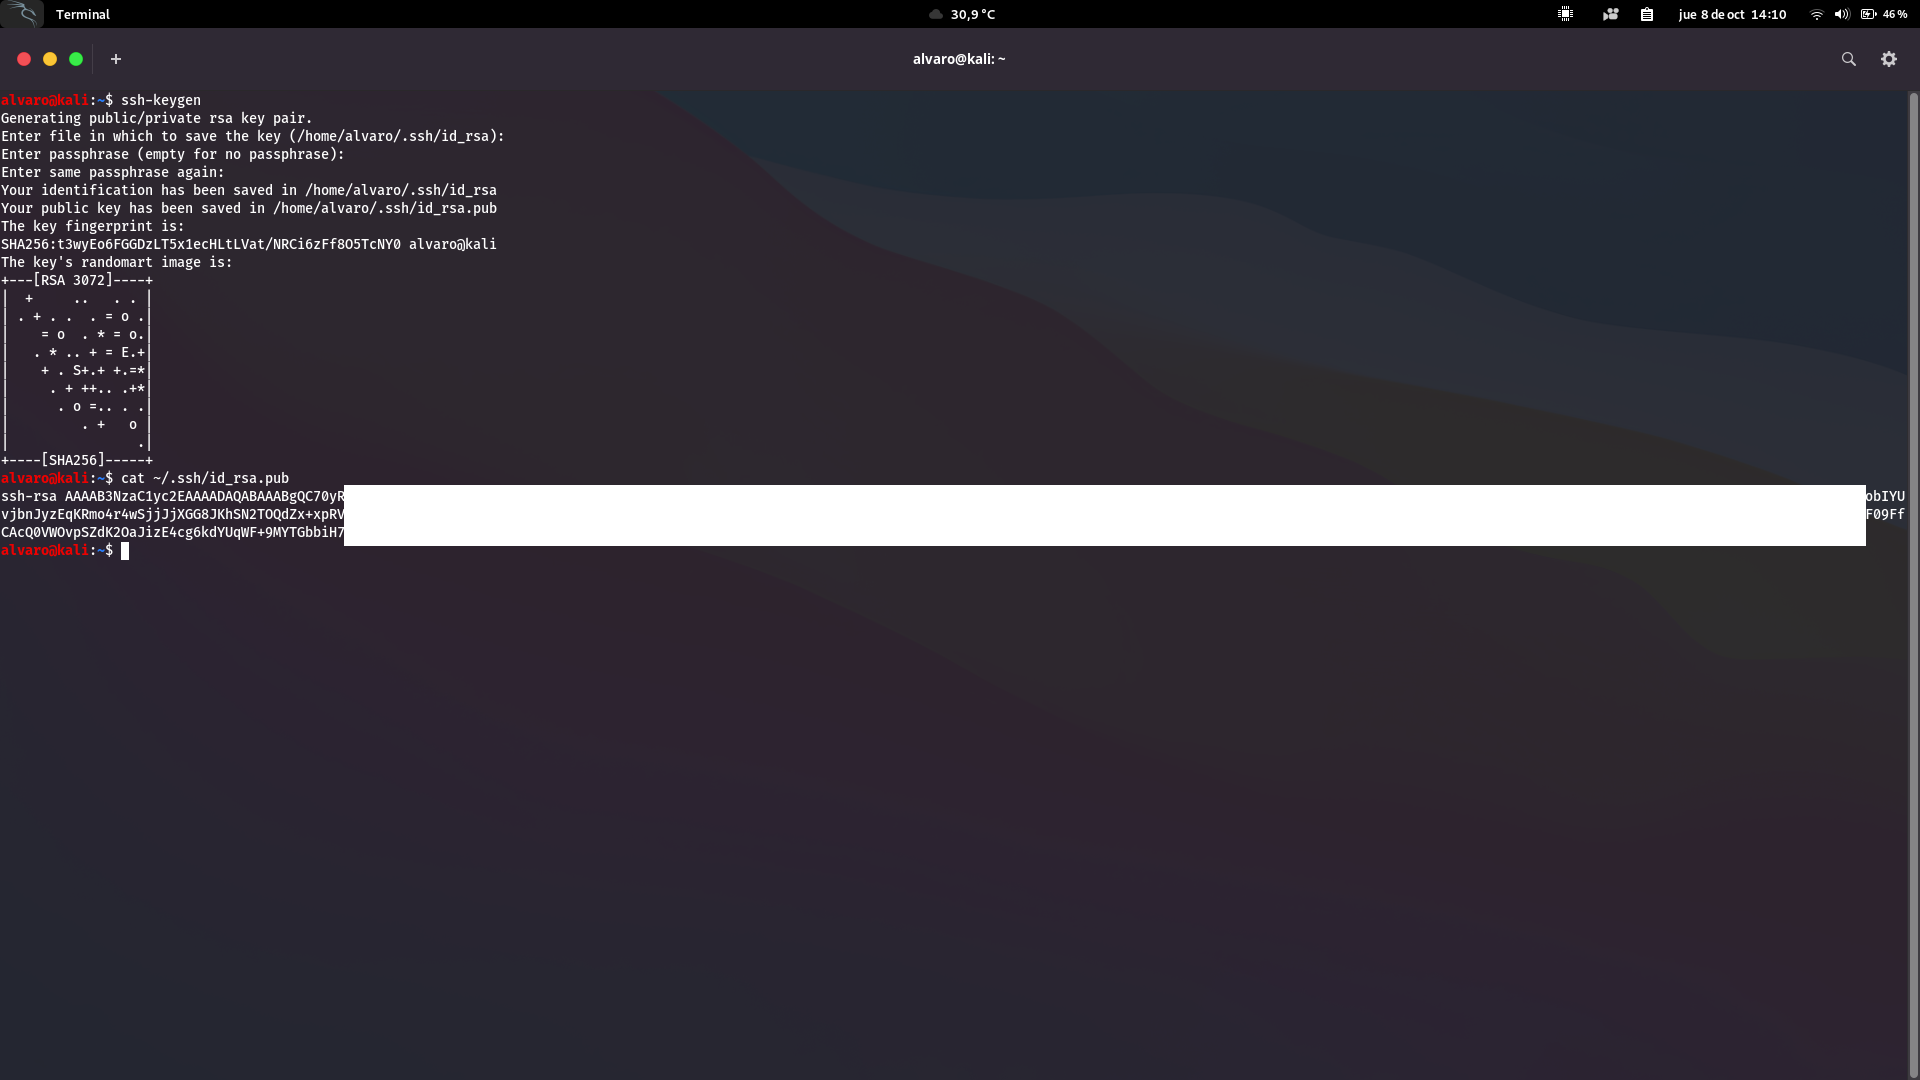 Terminal
30,9 °C
jue 8 de oct 14:10
46 %
+
alvaro@kali: ~
alvaro@kali:~$ ssh-keygen
Generating public/private rsa key pair.
Enter file in which to save the key (/home/alvaro/.ssh/id_rsa):
Enter passphrase (empty for no passphrase):
Enter same passphrase again:
Your identification has been saved in /home/alvaro/.ssh/id_rsa
Your public key has been saved in /home/alvaro/.ssh/id_rsa.pub
The key fingerprint is:
SHA256:t3wyEo6FGGDzLT5x1ecHLtLVat/NRCi6zFf8O5TcNY0 alvaro@kali
The key's randomart image is:
+---[RSA 3072]----+
|  +     ..   . . |
| . + . .  . = o .|
|    = o  . * = o.|
|   . * .. + = E.+|
|    + . S+.+ +.=*|
|     . + ++.. .+*|
|      . o =.. . .|
|         . +   o |
|                .|
+----[SHA256]-----+
alvaro@kali:~$ cat ~/.ssh/id_rsa.pub
ssh-rsa AAAAB3NzaC1yc2EAAAADAQABAAABgQC70yR obIYU
vjbnJyzEqKRmo4r4wSjjJjXGG8JKhSN2TOQdZx+xpRV F09Ff
CAcQ0VWOvpSZdK2OaJizE4cg6kdYUqWF+9MYTGbbiH7
alvaro@kali:~$